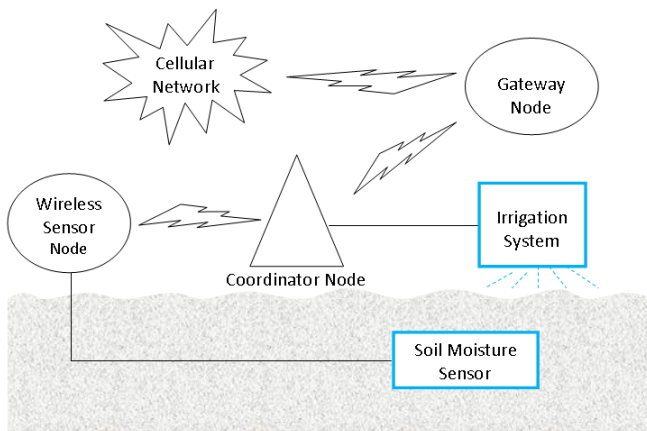 Cellular
Network
Gateway
Node
Wireless
Sensor
Node
Irrigation
System
Coordinator Node
Soil Moisture
Sensor